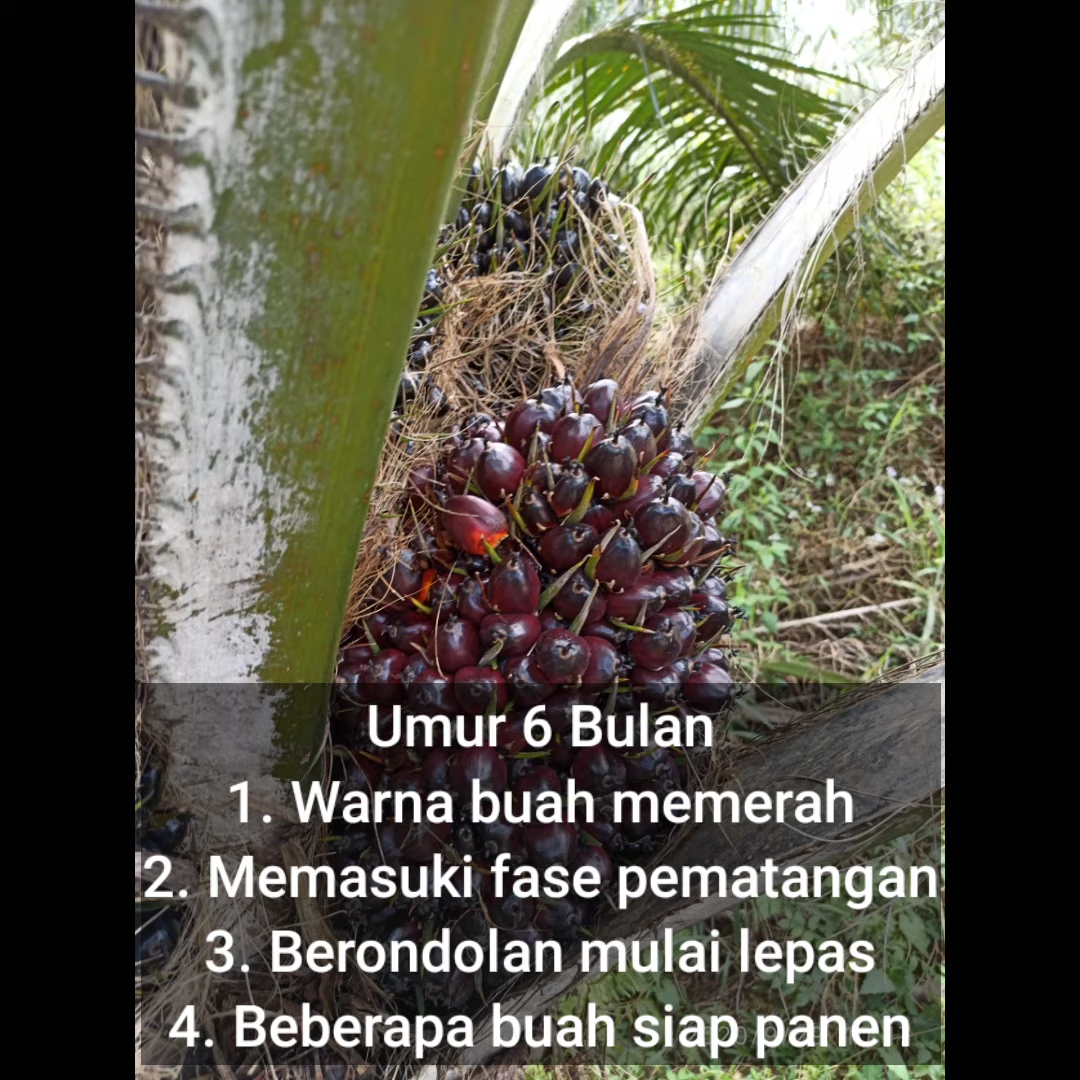 Umur 6 Bulan
1. Warna buah memerah
2. Memasuki fase pematangan
3. Berondolan mulai lepas
4. Beberapa buah siap panen